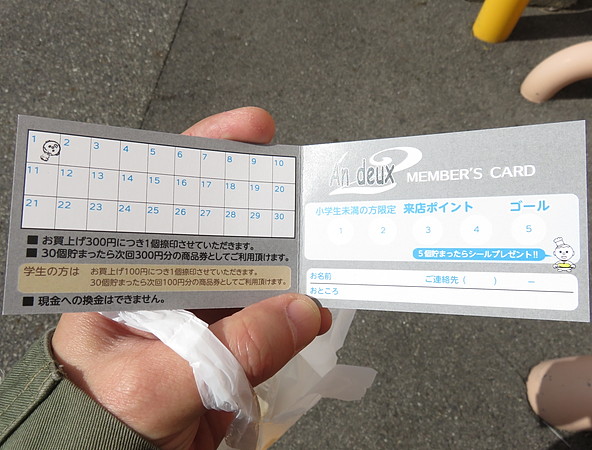 1 2 3 4 5 6 7 8 9 10
11 12 13 14 15 16 17 18 19 20
21 22 23 24 25 26 27 28 29 30
■ お買上げ300円につき1個捺印させていただきます。
■ 30個貯まったら次回300円分の商品券としてご利用頂けます。
学生の方は お買上げ100円につき1個捺印させていただきます。
30個貯まったら次回100円分の商品券としてご利用頂けます。
■ 現金への換金はできません。
An deux 2 MEMBER'S CARD
小学生未満の方限定 来店ポイント ゴール
1 2 3 4 5
5個貯まったらシールプレゼント!!
お名前 ご連絡先( ) ー
おところ